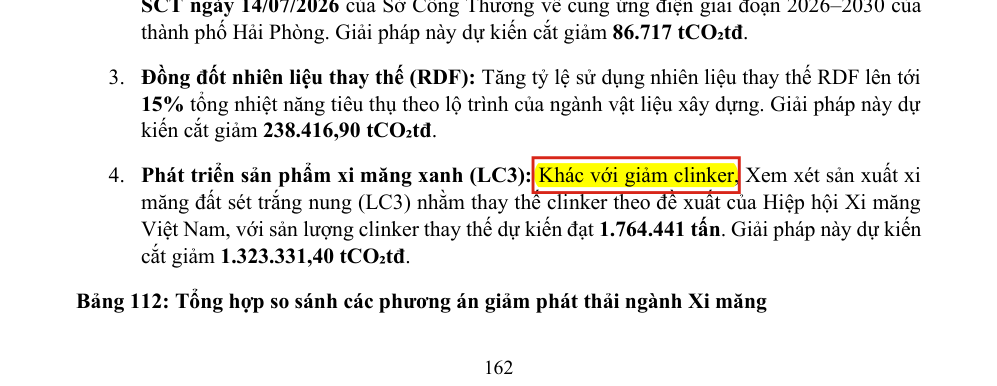 SCT ngày 14/07/2026 của Sở Công Thương về cung ứng điện giai đoạn 2026–2030 của
thành phố Hải Phòng. Giải pháp này dự kiến cắt giảm 86.717 tCO₂tđ.
3. Đồng đốt nhiên liệu thay thế (RDF): Tăng tỷ lệ sử dụng nhiên liệu thay thế RDF lên tới
15% tổng nhiệt năng tiêu thụ theo lộ trình của ngành vật liệu xây dựng. Giải pháp này dự
kiến cắt giảm 238.416,90 tCO₂tđ.
4. Phát triển sản phẩm xi măng xanh (LC3): Khác với giảm clinker, Xem xét sản xuất xi
măng đất sét trắng nung (LC3) nhằm thay thế clinker theo đề xuất của Hiệp hội Xi măng
Việt Nam, với sản lượng clinker thay thế dự kiến đạt 1.764.441 tấn. Giải pháp này dự kiến
cắt giảm 1.323.331,40 tCO₂tđ.
Bảng 112: Tổng hợp so sánh các phương án giảm phát thải ngành Xi măng
162